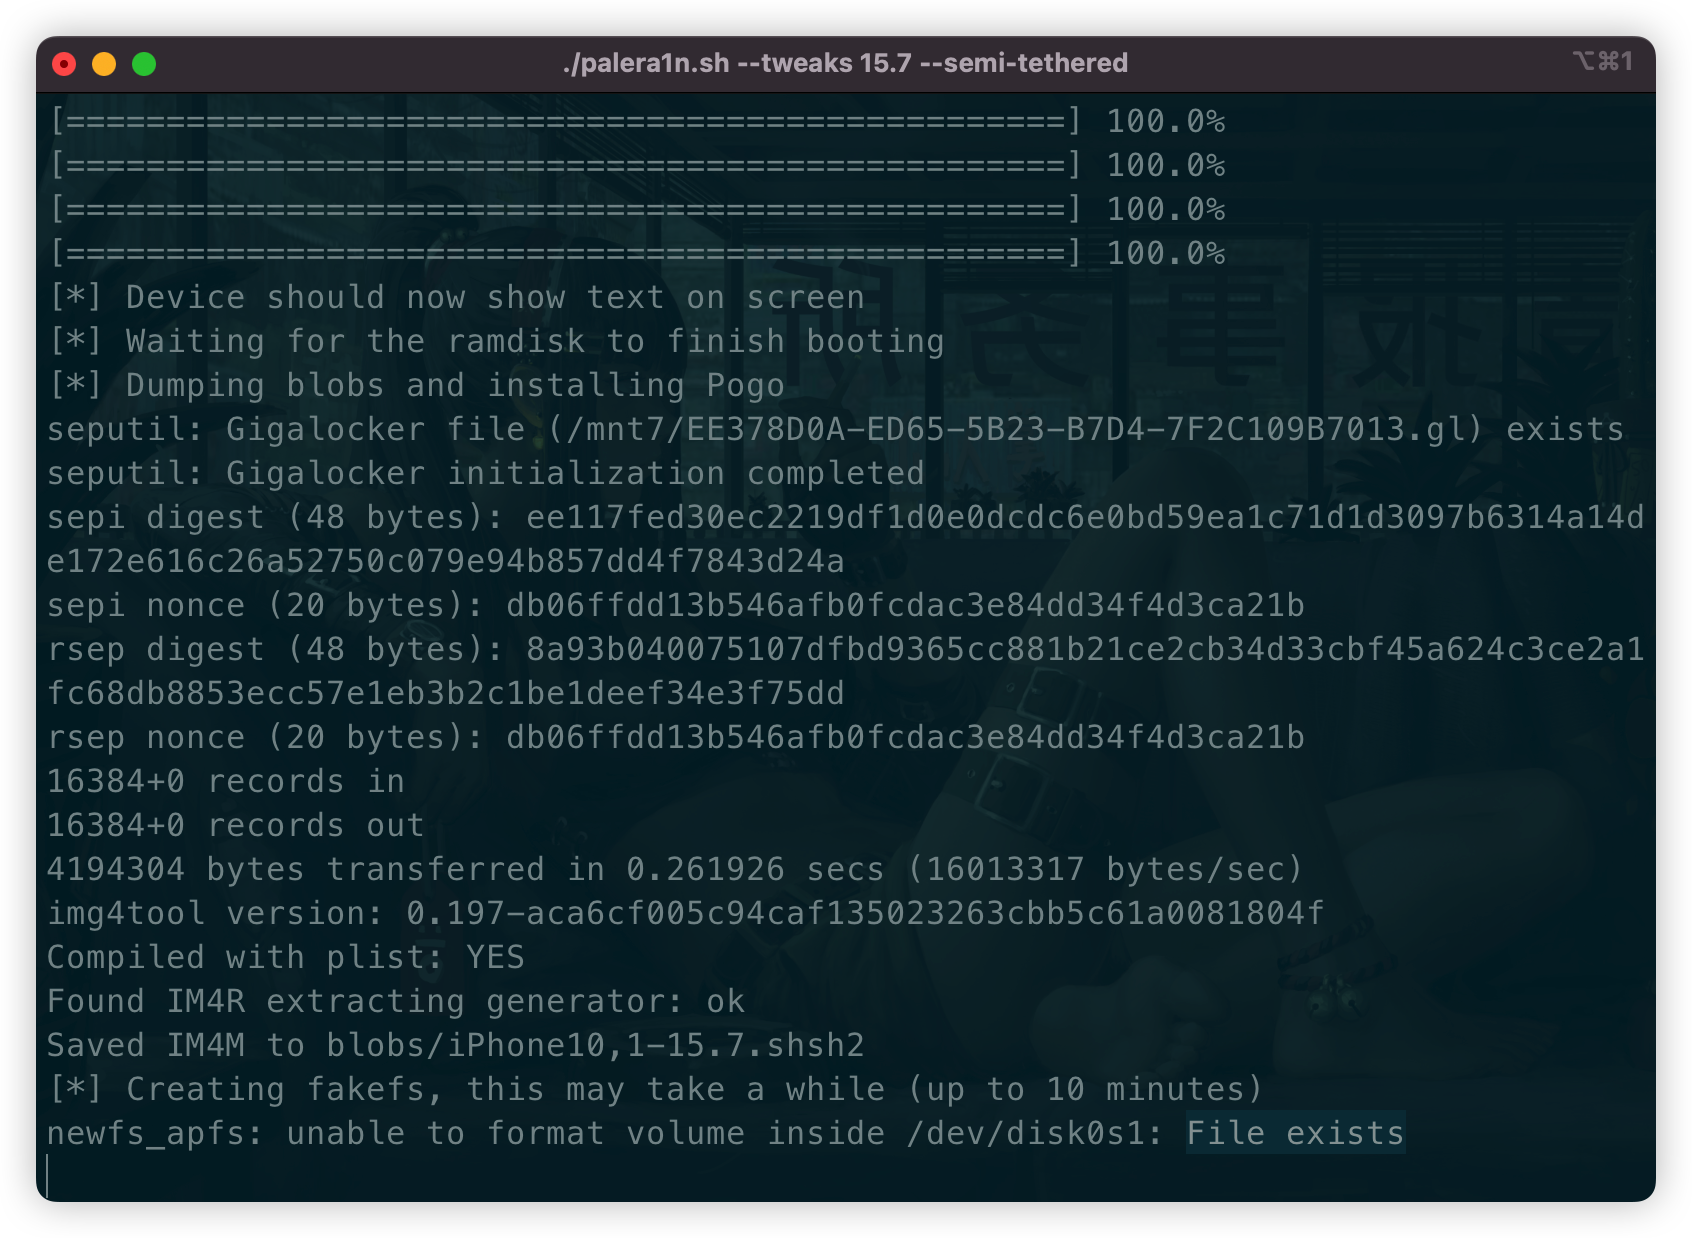 ./palera1n.sh --tweaks 15.7 --semi-tethered
⌥⌘1
[==================================================] 100.0%
[==================================================] 100.0%
[==================================================] 100.0%
[==================================================] 100.0%
[*] Device should now show text on screen
[*] Waiting for the ramdisk to finish booting
[*] Dumping blobs and installing Pogo
seputil: Gigalocker file (/mnt7/EE378D0A-ED65-5B23-B7D4-7F2C109B7013.gl) exists
seputil: Gigalocker initialization completed
sepi digest (48 bytes): ee117fed30ec2219df1d0e0dcdc6e0bd59ea1c71d1d3097b6314a14d
e172e616c26a52750c079e94b857dd4f7843d24a
sepi nonce (20 bytes): db06ffdd13b546afb0fcdac3e84dd34f4d3ca21b
rsep digest (48 bytes): 8a93b040075107dfbd9365cc881b21ce2cb34d33cbf45a624c3ce2a1
fc68db8853ecc57e1eb3b2c1be1deef34e3f75dd
rsep nonce (20 bytes): db06ffdd13b546afb0fcdac3e84dd34f4d3ca21b
16384+0 records in
16384+0 records out
4194304 bytes transferred in 0.261926 secs (16013317 bytes/sec)
img4tool version: 0.197-aca6cf005c94caf135023263cbb5c61a0081804f
Compiled with plist: YES
Found IM4R extracting generator: ok
Saved IM4M to blobs/iPhone10,1-15.7.shsh2
[*] Creating fakefs, this may take a while (up to 10 minutes)
newfs_apfs: unable to format volume inside /dev/disk0s1: File exists